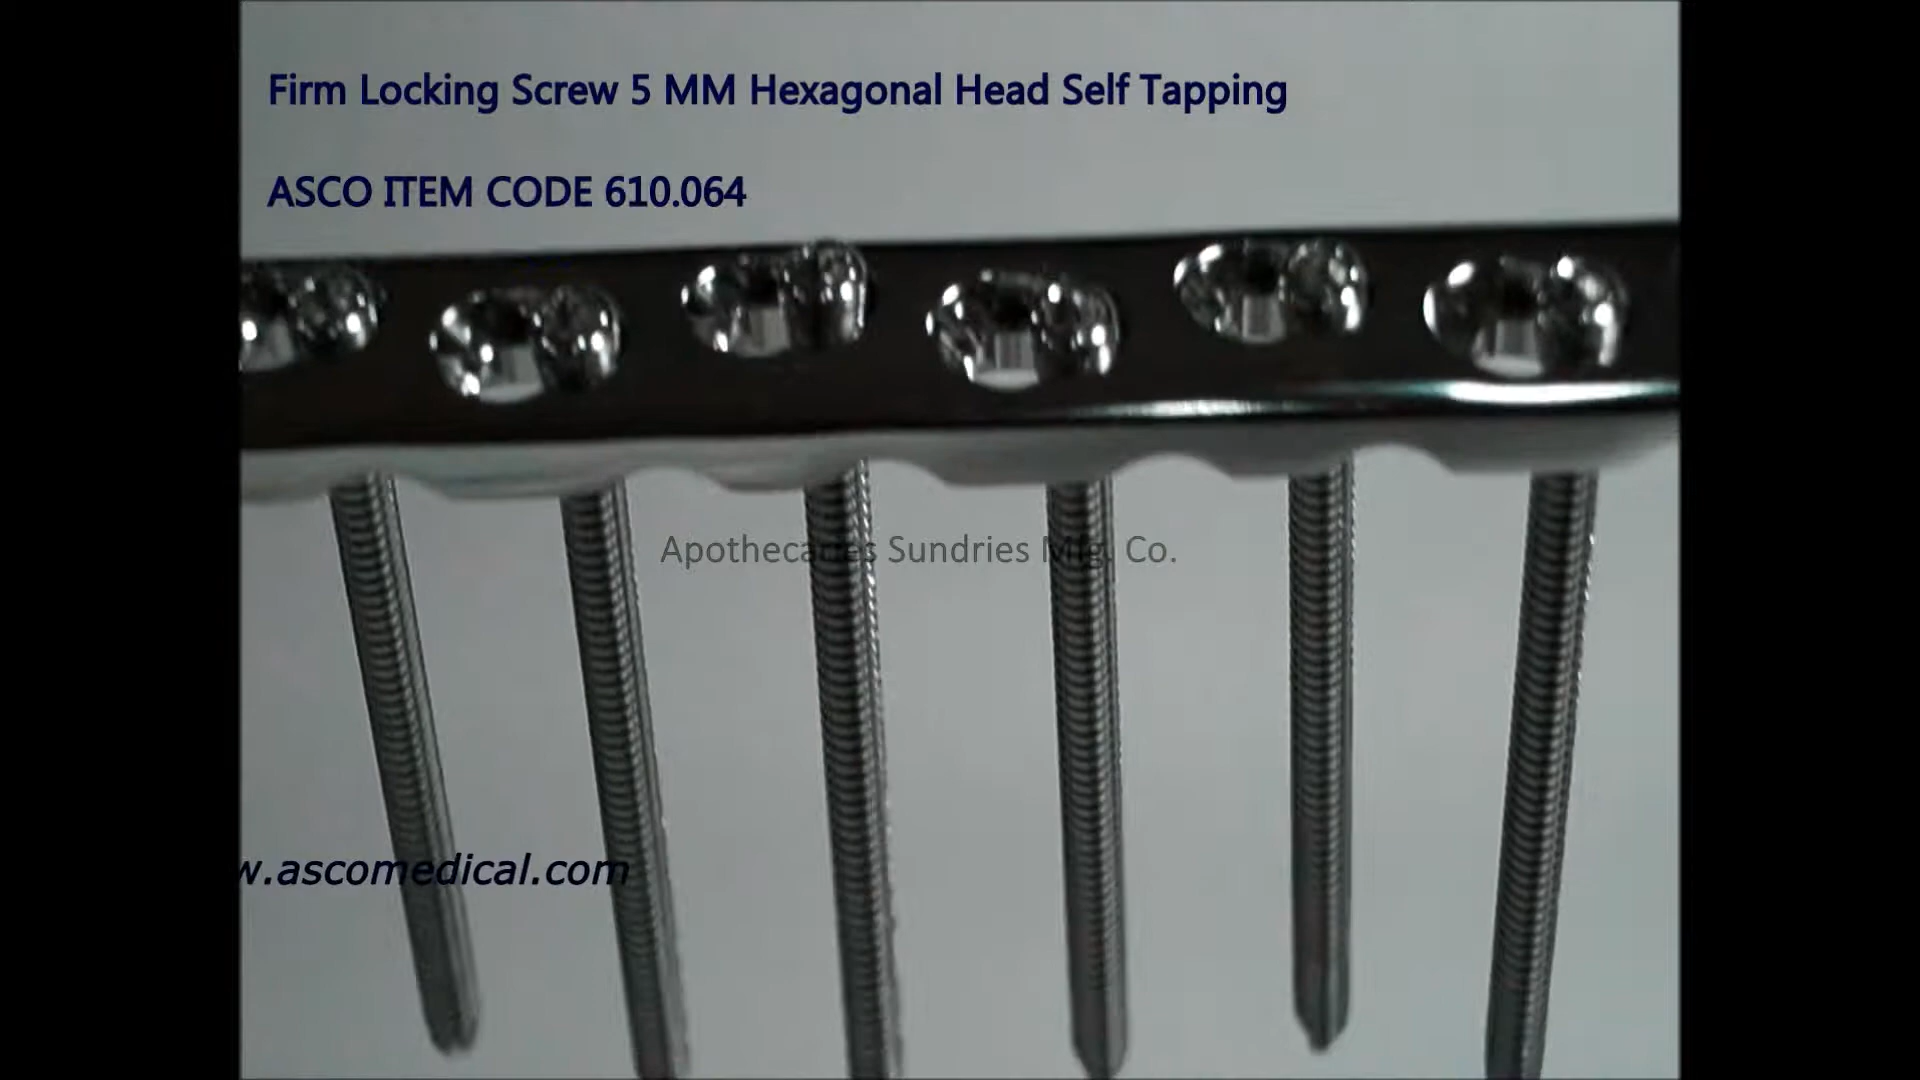 Firm Locking Screw 5 MM Hexagonal Head Self Tapping
ASCO ITEM CODE 610.064
Apothecaries Sundries Mfg. Co.
w.ascomedical.com